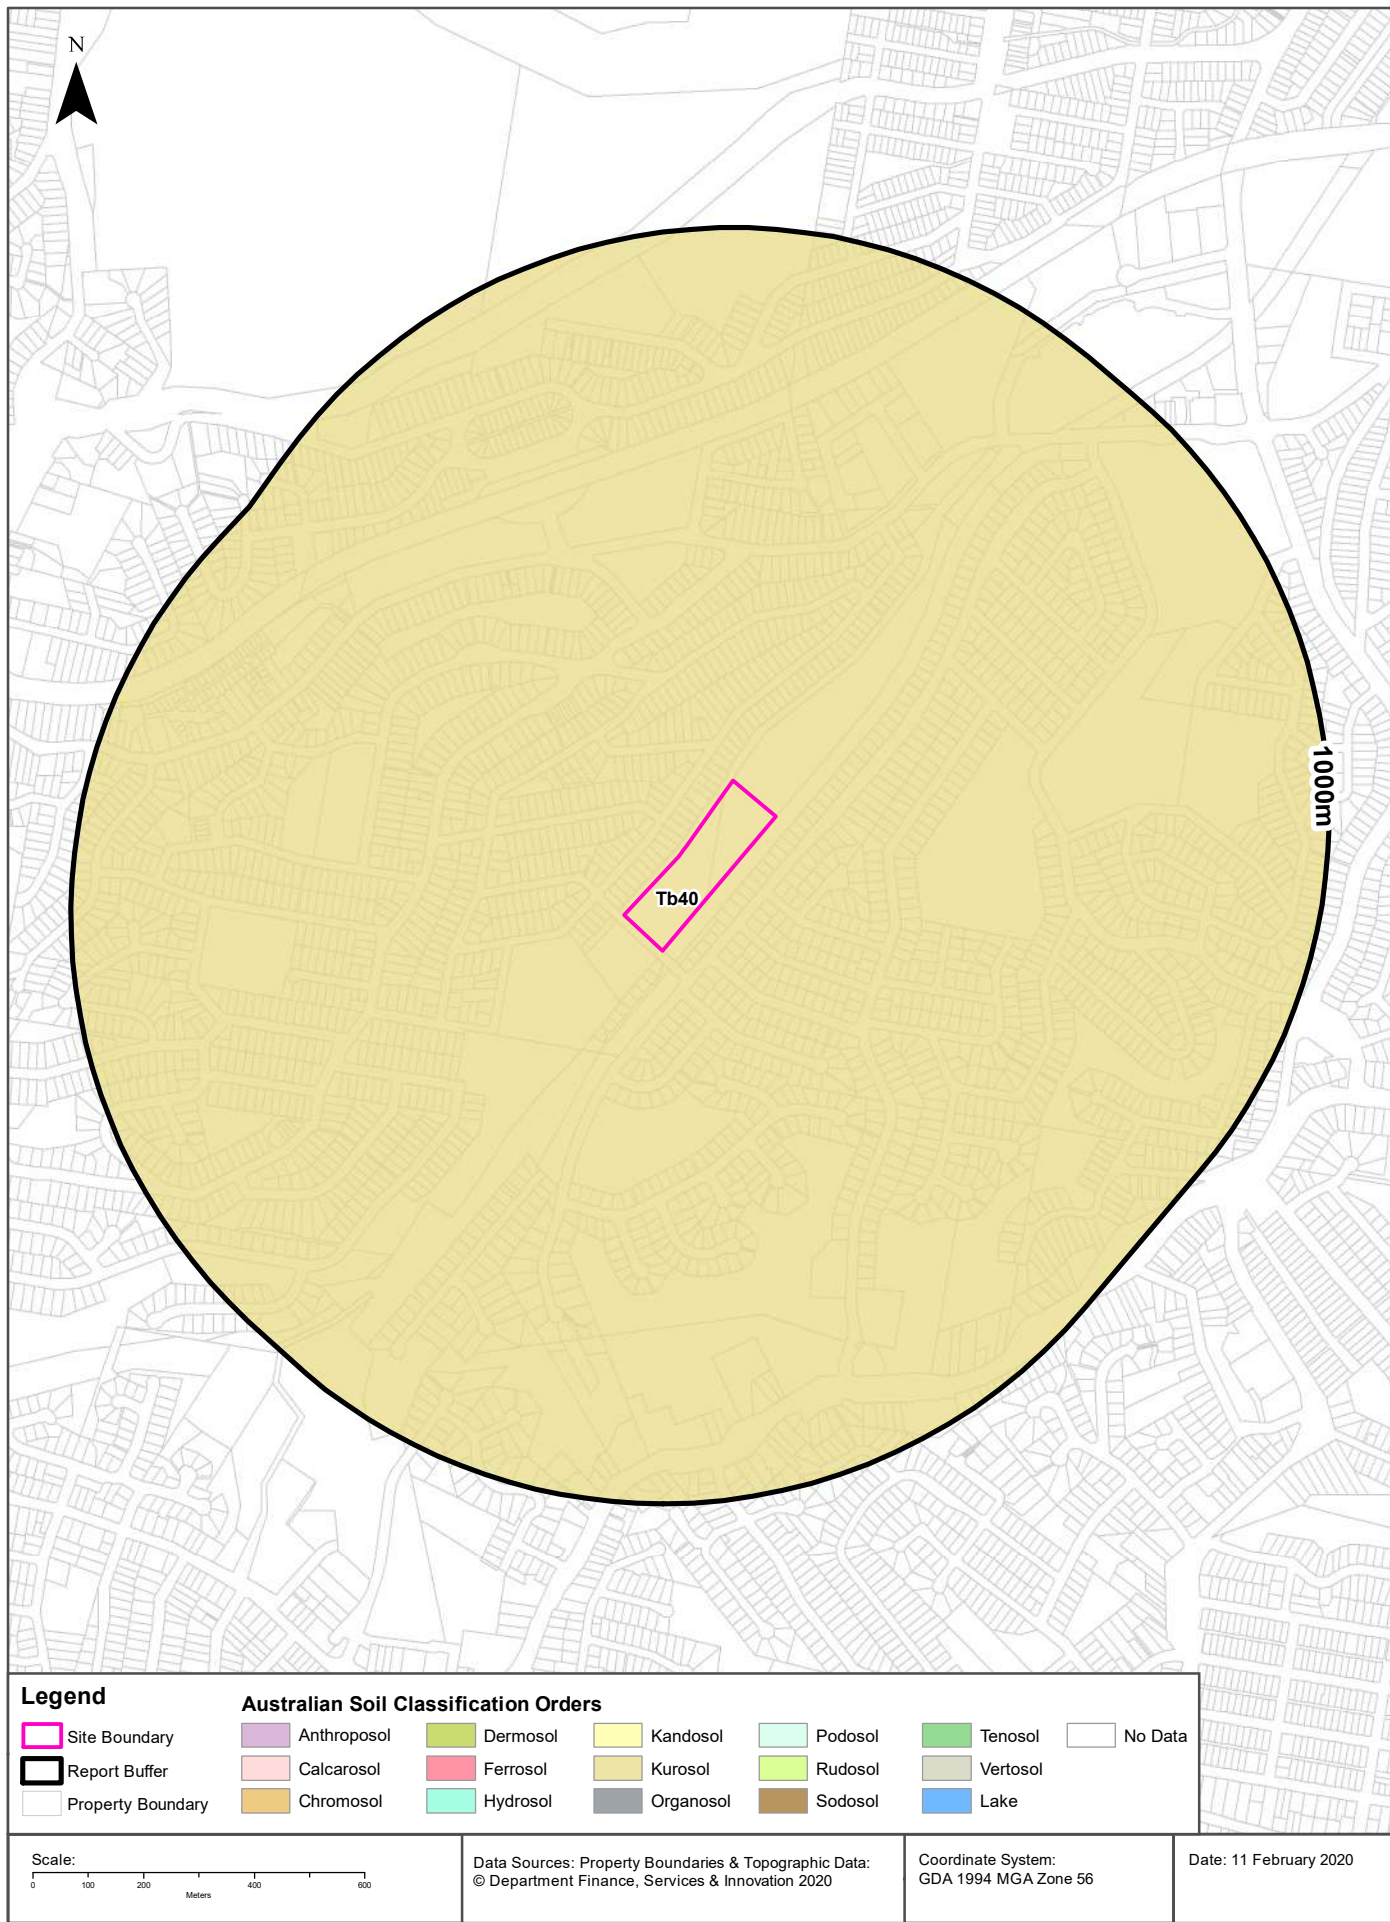 N
1000m
Tb40
Legend
Site Boundary
Report Buffer
Property Boundary
Australian Soil Classification Orders
Anthroposol
Calcarosol
Chromosol
Dermosol
Ferrosol
Hydrosol
Kandosol
Kurosol
Organosol
Podosol
Rudosol
Sodosol
Tenosol
Vertosol
Lake
No Data
Scale:
0 100 200 400 600
Meters
Data Sources: Property Boundaries & Topographic Data:
© Department Finance, Services & Innovation 2020
Coordinate System:
GDA 1994 MGA Zone 56
Date: 11 February 2020